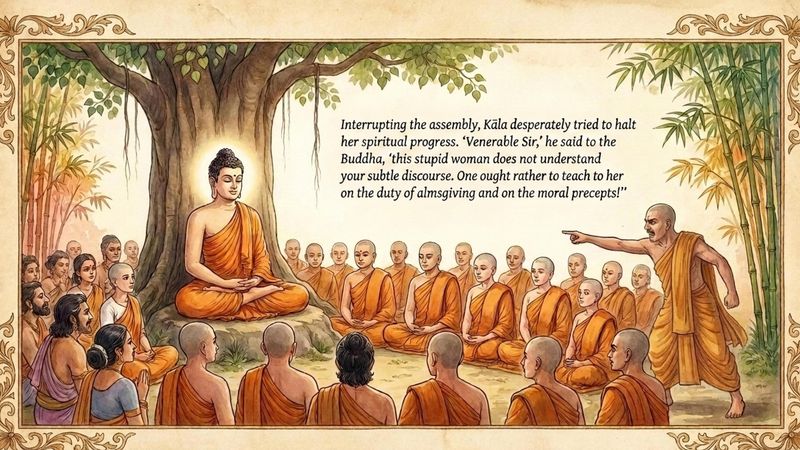 Interrupting the assembly, Kāla desperately tried to halt
her spiritual progress. ‘Venerable Sir,’ he said to the
Buddha, ‘this stupid woman does not understand
your subtle discourse. One ought rather to teach to her
on the duty of almsgiving and on the moral precepts!’’